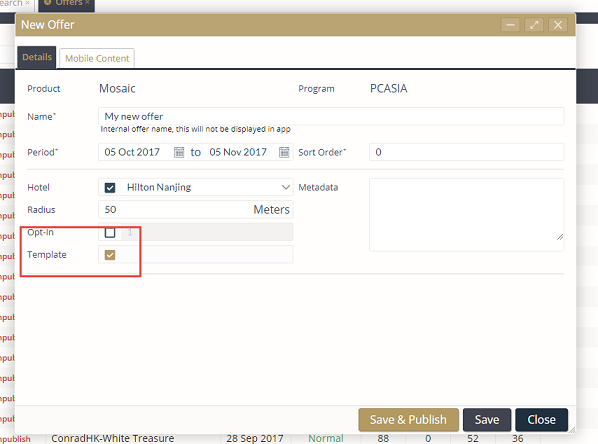 earch ×
Offers ×
New Offer
Details
Mobile Content
Product Mosaic Program PCASIA
Name* My new offer
Internal offer name, this will not be displayed in app
Period* 05 Oct 2017 to 05 Nov 2017 Sort Order* 0
Hotel Hilton Nanjing Metadata
Radius 50 Meters
Opt-in 1
Template
Save & Publish Save Close
npublish ConradHK-White Treasure 28 Sep 2017 Normal 88 0 52 36